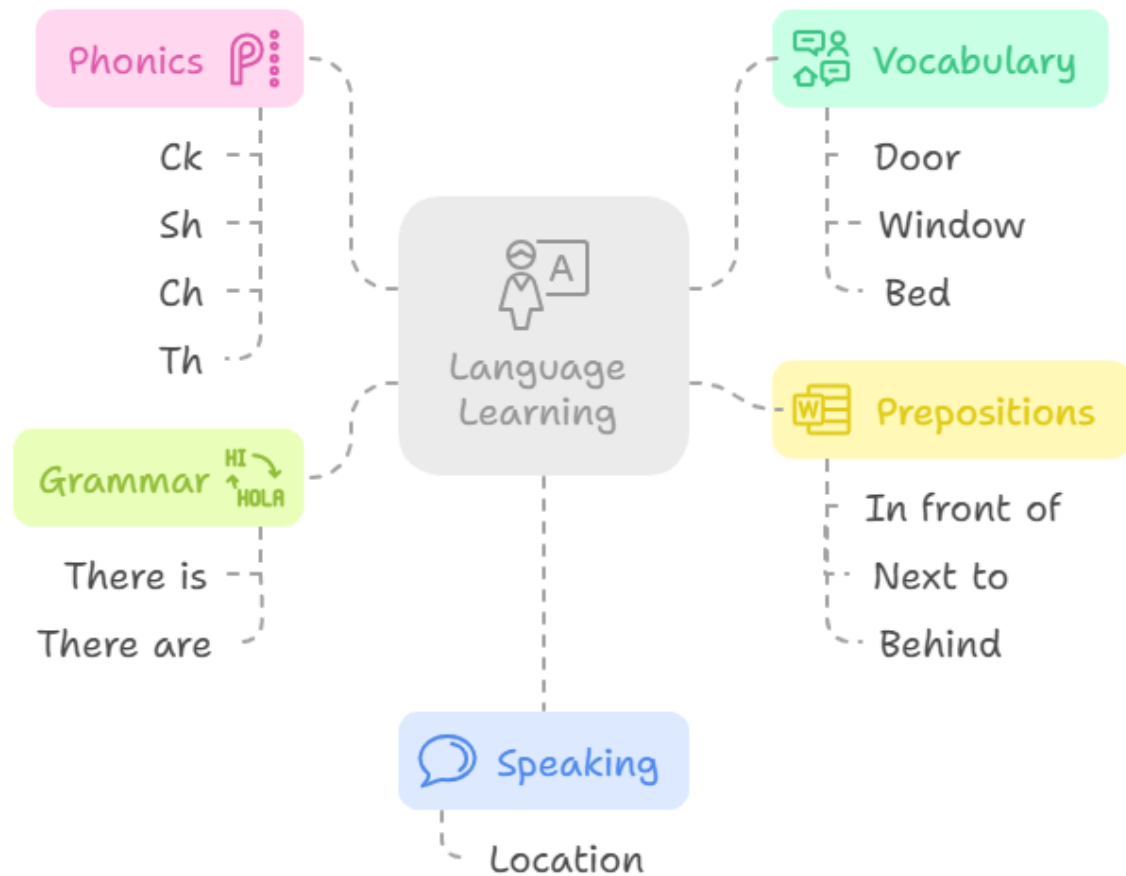 Phonics
Ck
Sh
Ch
Th
Grammar
HI
HOLA
There is
There are
A
Language
Learning
Speaking
Location
Vocabulary
Door
Window
Bed
W
Prepositions
In front of
Next to
Behind